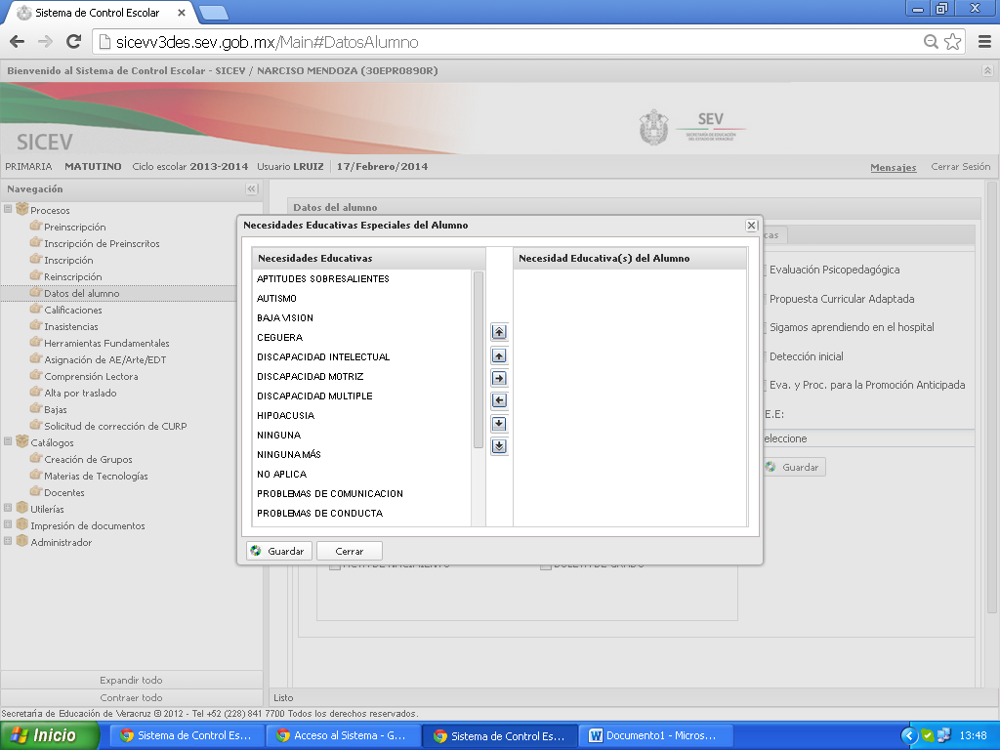 Sistema de Control Escolar
sicevv3des.sev.gob.mx/Main#DatosAlumno
Bienvenido al Sistema de Control Escolar - SICEV / NARCISO MENDOZA (30EPR0890R)
SICEV
SEV
SECRETARÍA DE EDUCACIÓN
DEL ESTADO DE VERACRUZ
PRIMARIA MATUTINO Ciclo escolar 2013-2014 Usuario LRUIZ 17/Febrero/2014 Mensajes Cerrar Sesión
Navegación
Procesos
Preinscripción
Inscripción de Preinscritos
Inscripción
Reinscripción
Datos del alumno
Calificaciones
Inasistencias
Herramientas Fundamentales
Asignación de AE/Arte/EDT
Comprensión Lectora
Alta por traslado
Bajas
Solicitud de corrección de CURP
Catálogos
Creación de Grupos
Materias de Tecnologías
Docentes
Utilerías
Impresión de documentos
Administrador
Expandir todo
Contraer todo
Datos del alumno
Necesidades Educativas Especiales del Alumno
Necesidades Educativas
APTITUDES SOBRESALIENTES
AUTISMO
BAJA VISION
CEGUERA
DISCAPACIDAD INTELECTUAL
DISCAPACIDAD MOTRIZ
DISCAPACIDAD MULTIPLE
HIPOACUSIA
NINGUNA
NINGUNA MÁS
NO APLICA
PROBLEMAS DE COMUNICACION
PROBLEMAS DE CONDUCTA
Necesidad Educativa(s) del Alumno
Guardar
Cerrar
cas
Evaluación Psicopedagógica
Propuesta Curricular Adaptada
Sigamos aprendiendo en el hospital
Detección inicial
Eva. y Proc. para la Promoción Anticipada
.E.E:
eleccione
Guardar
Listo
Secretaría de Educación de Veracruz © 2012 - Tel +52 (228) 841 7700 Todos los derechos reservados.
Inicio
Sistema de Control Es...
Acceso al Sistema - G...
Sistema de Control Es...
Documento1 - Micros...
13:48